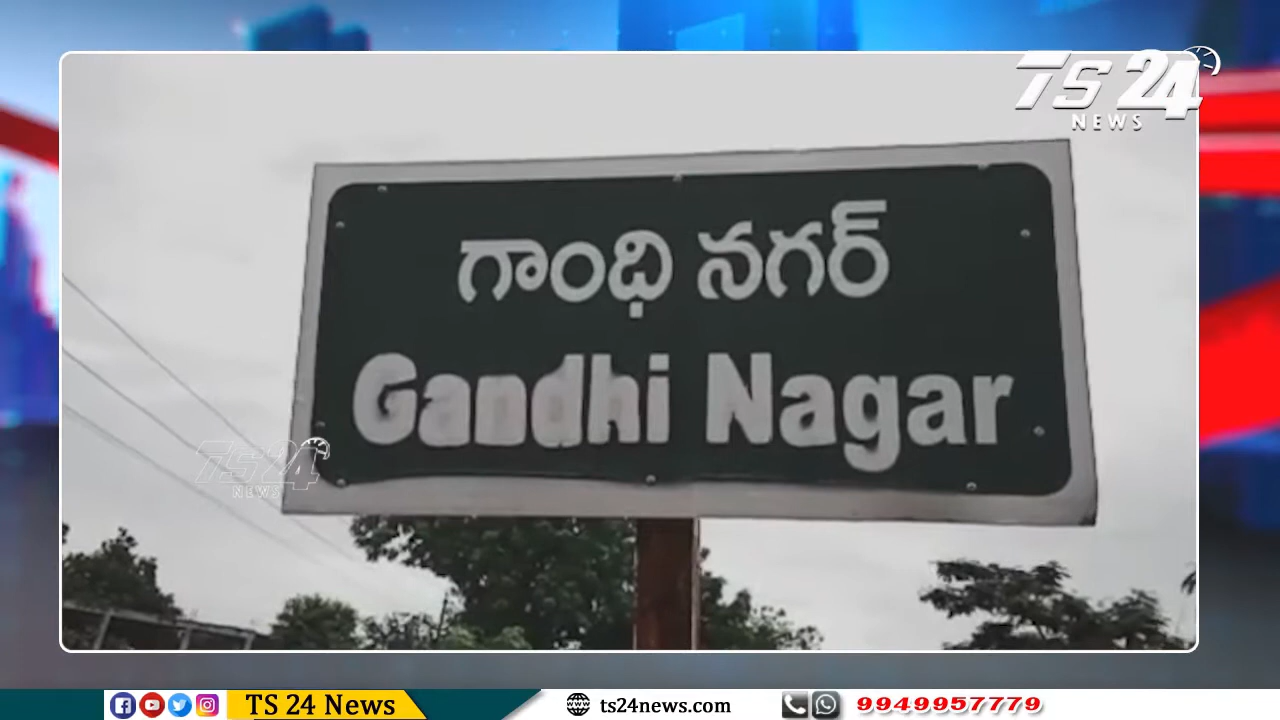 TS 24
NEWS
గాంధి నగర్
Gandhi Nagar
TS 24
NEWS
TS 24 News
ts24news.com
9949957779